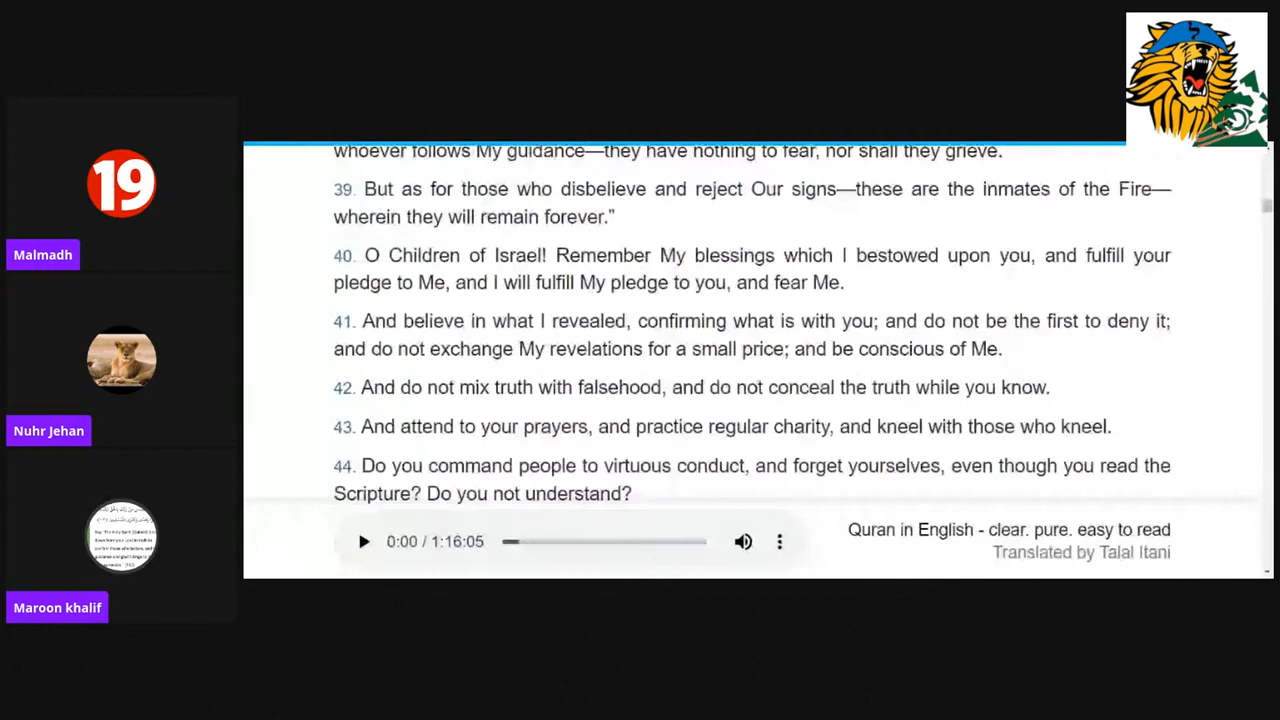 19
Malmadh
Nuhr Jehan
Maroon khalif
whoever follows My guidance—they have nothing to fear, nor shall they grieve.
39. But as for those who disbelieve and reject Our signs—these are the inmates of the Fire—
wherein they will remain forever.”
40. O Children of Israel! Remember My blessings which I bestowed upon you, and fulfill your
pledge to Me, and I will fulfill My pledge to you, and fear Me.
41. And believe in what I revealed, confirming what is with you; and do not be the first to deny it;
and do not exchange My revelations for a small price; and be conscious of Me.
42. And do not mix truth with falsehood, and do not conceal the truth while you know.
43. And attend to your prayers, and practice regular charity, and kneel with those who kneel.
44. Do you command people to virtuous conduct, and forget yourselves, even though you read the
Scripture? Do you not understand?
0:00 / 1:16:05
Quran in English - clear. pure. easy to read
Translated by Talal Itani